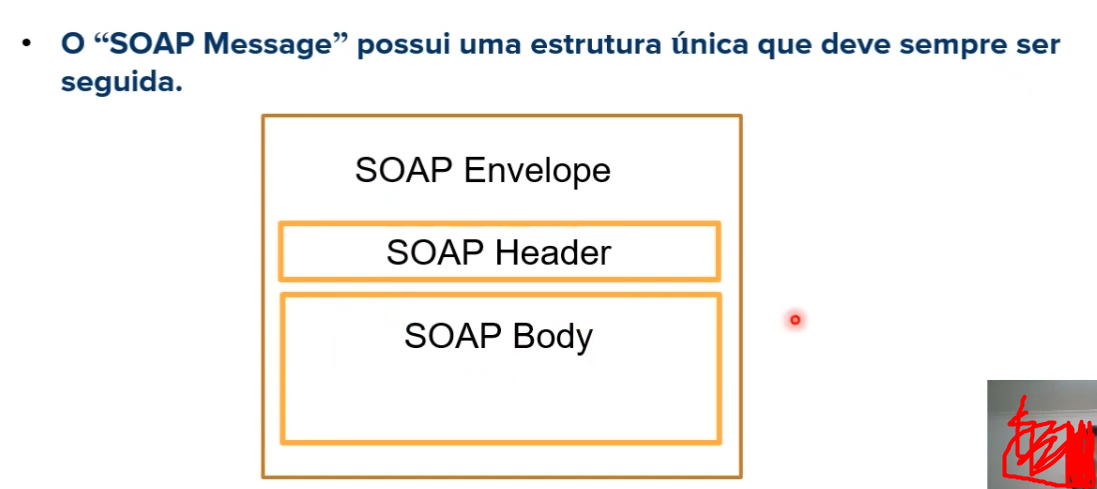 • O “SOAP Message” possui uma estrutura única que deve sempre ser
seguida.
SOAP Envelope
SOAP Header
SOAP Body